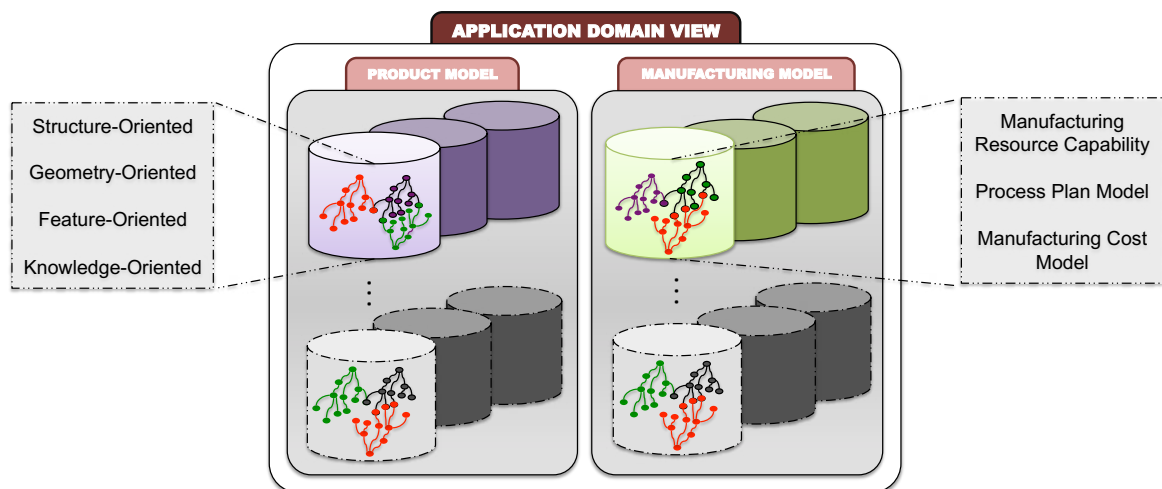 APPLICATION DOMAIN VIEW
PRODUCT MODEL
MANUFACTURING MODEL
Structure-Oriented
Geometry-Oriented
Feature-Oriented
Knowledge-Oriented
Manufacturing
Resource Capability
Process Plan Model
Manufacturing Cost
Model